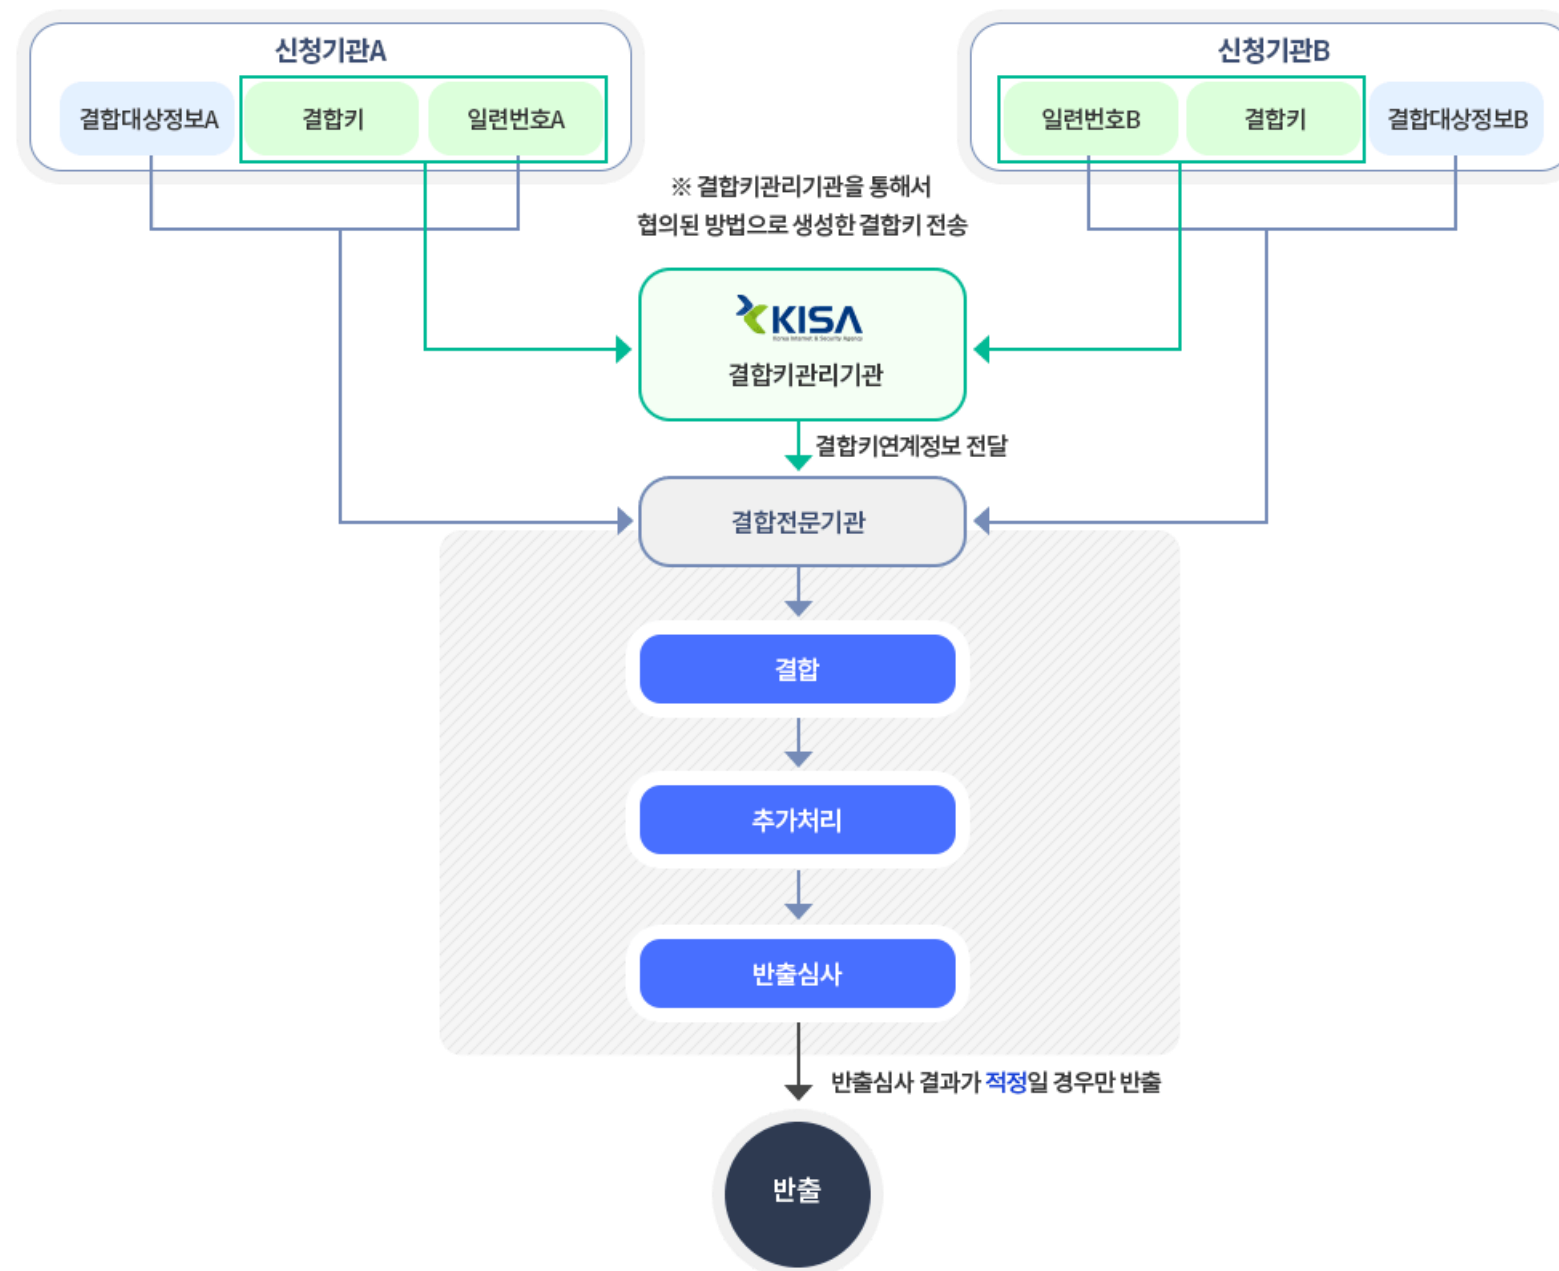 신청기관A
신청기관B
결합대상정보A
결합키
일련번호A
일련번호B
결합키
결합대상정보B
※ 결합키관리기관을 통해서
협의된 방법으로 생성한 결합키 전송
KISA
Korea Internet & Security Agency
결합키관리기관
결합키연계정보 전달
결합전문기관
결합
추가처리
반출심사
반출심사 결과가 적정일 경우만 반출
반출